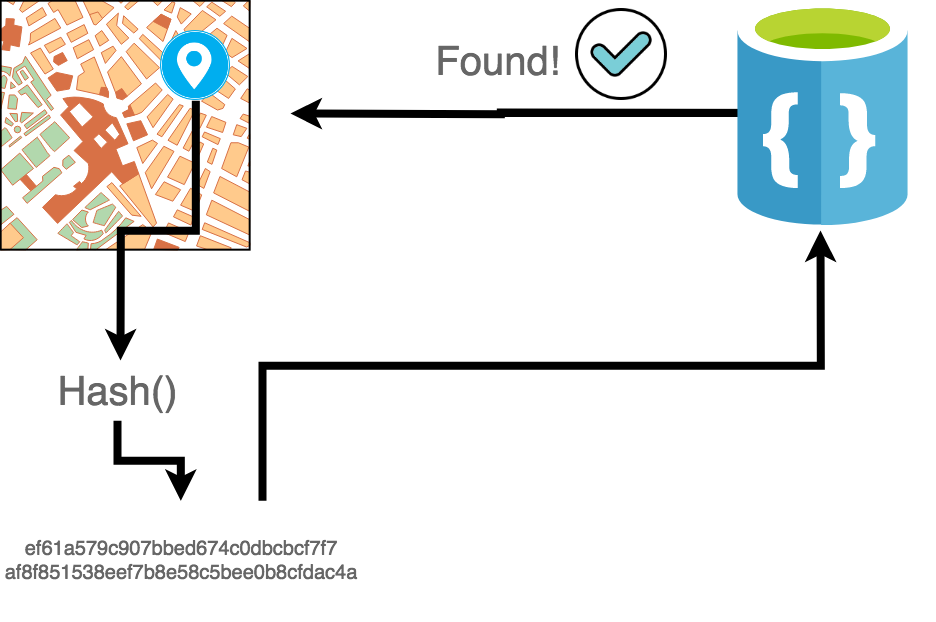 Found!
{ }
Hash()
ef61a579c907bbed674c0dbcbcf7f7
af8f851538eef7b8e58c5bee0b8cfdac4a